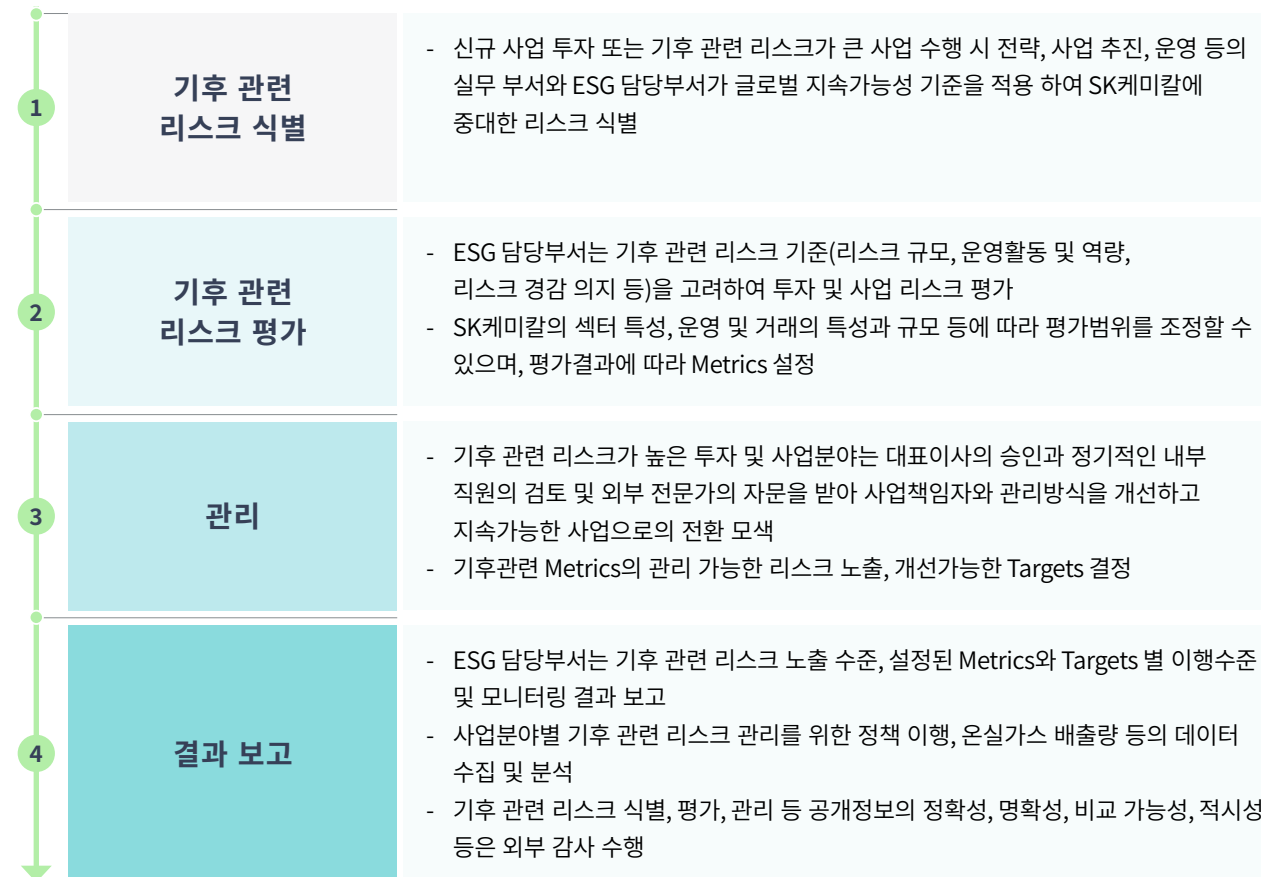 1
기후 관련
리스크 식별
- 신규 사업 투자 또는 기후 관련 리스크가 큰 사업 수행 시 전략, 사업 추진, 운영 등의
실무 부서와 ESG 담당부서가 글로벌 지속가능성 기준을 적용 하여 SK케미칼에
중대한 리스크 식별
2
기후 관련
리스크 평가
- ESG 담당부서는 기후 관련 리스크 기준(리스크 규모, 운영활동 및 역량,
리스크 경감 의지 등)을 고려하여 투자 및 사업 리스크 평가
- SK케미칼의 섹터 특성, 운영 및 거래의 특성과 규모 등에 따라 평가범위를 조정할 수
있으며, 평가결과에 따라 Metrics 설정
3
관리
- 기후 관련 리스크가 높은 투자 및 사업분야는 대표이사의 승인과 정기적인 내부
직원의 검토 및 외부 전문가의 자문을 받아 사업책임자와 관리방식을 개선하고
지속가능한 사업으로의 전환 모색
- 기후관련 Metrics의 관리 가능한 리스크 노출, 개선가능한 Targets 결정
4
결과 보고
- ESG 담당부서는 기후 관련 리스크 노출 수준, 설정된 Metrics와 Targets 별 이행수준
및 모니터링 결과 보고
- 사업분야별 기후 관련 리스크 관리를 위한 정책 이행, 온실가스 배출량 등의 데이터
수집 및 분석
- 기후 관련 리스크 식별, 평가, 관리 등 공개정보의 정확성, 명확성, 비교 가능성, 적시성
등은 외부 감사 수행